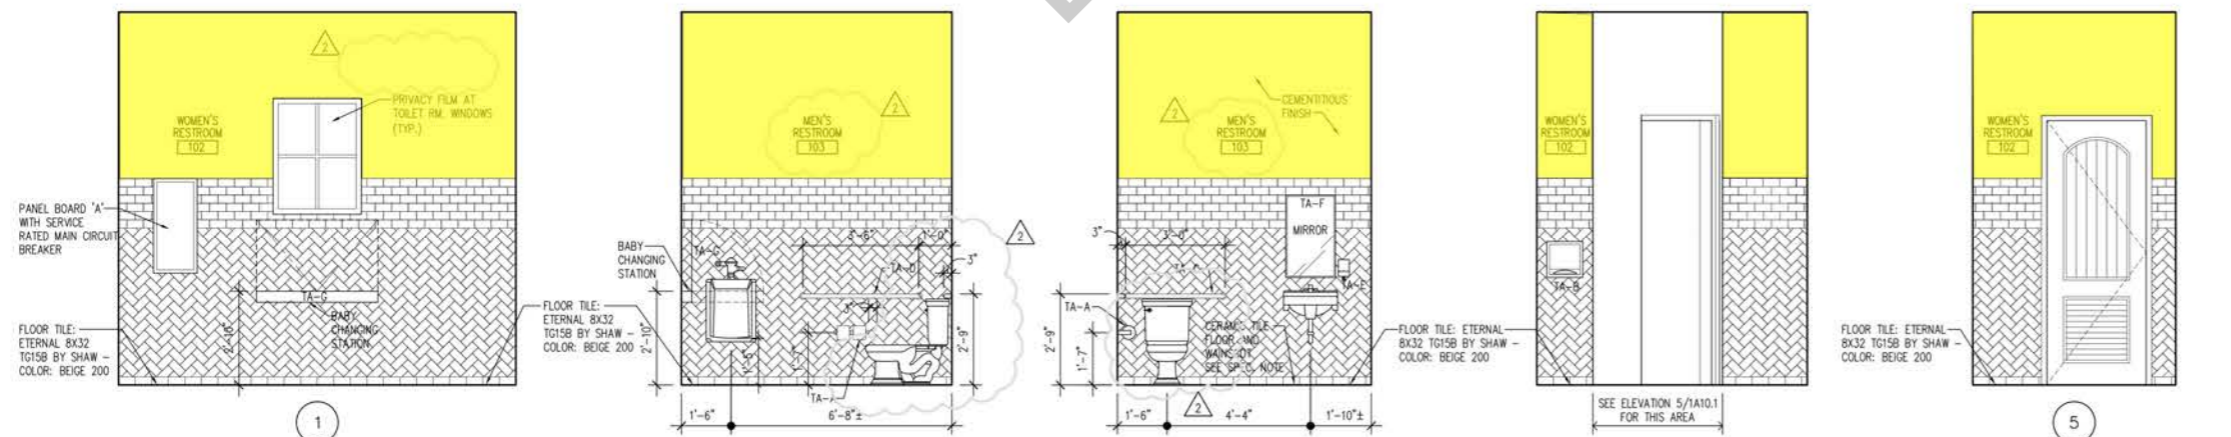 2
PRIVACY FILM AT
TOILET RM. WINDOWS
(TYP.)
WOMEN'S
RESTROOM
102
PANEL BOARD 'A'
WITH SERVICE
RATED MAIN CIRCUIT
BREAKER
TA-G
BABY
CHANGING
STATION
2'-10"
FLOOR TILE:
ETERNAL 8X32
TG15B BY SHAW -
COLOR: BEIGE 200
1
2
MEN'S
RESTROOM
103
BABY
CHANGING
STATION
TA-G
3'-6"
1'-0"
2
TA-D
3"
3"
FLOOR TILE:
ETERNAL 8X32
TG15B BY SHAW -
COLOR: BEIGE 200
2'-10"
1'-7"
2'-9"
1'-6"
6'-8"±
2
CEMENTITIOUS
FINISH
MEN'S
RESTROOM
103
TA-F
MIRROR
3"
3'-0"
TA-E
TA-A
2'-9"
1'-7"
SEE SPEC. NOTE
FLOOR TILE: ETERNAL
8X32 TG15B BY SHAW -
COLOR: BEIGE 200
1'-6"
2
4'-4"
1'-10"±
WOMEN'S
RESTROOM
102
TA-B
SEE ELEVATION 5/1A10.1
FOR THIS AREA
WOMEN'S
RESTROOM
102
FLOOR TILE: ETERNAL
8X32 TG15B BY SHAW -
COLOR: BEIGE 200
5